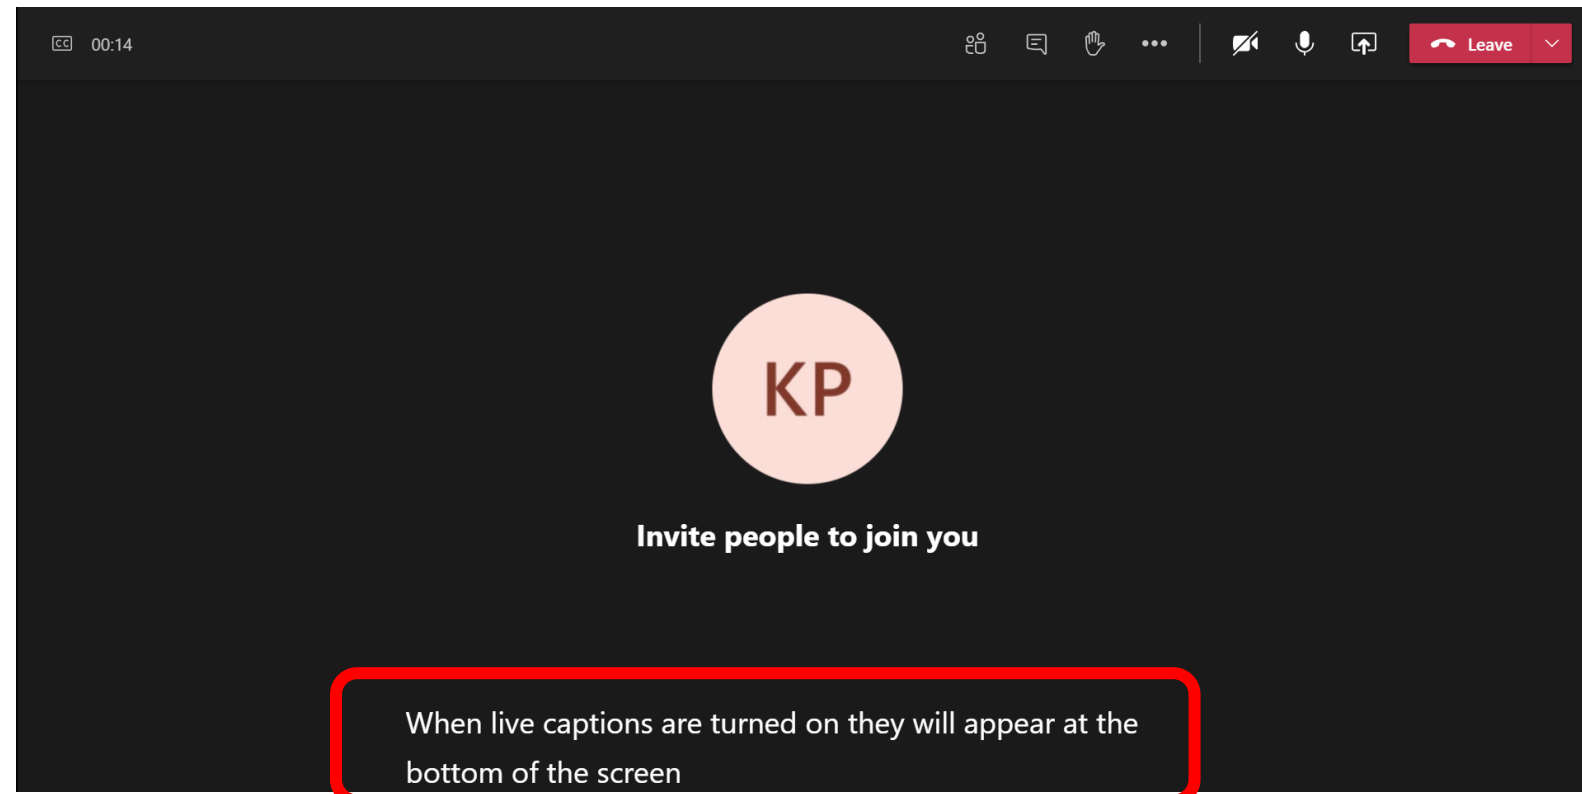 CC 00:14
Leave
KP
Invite people to join you
When live captions are turned on they will appear at the
bottom of the screen